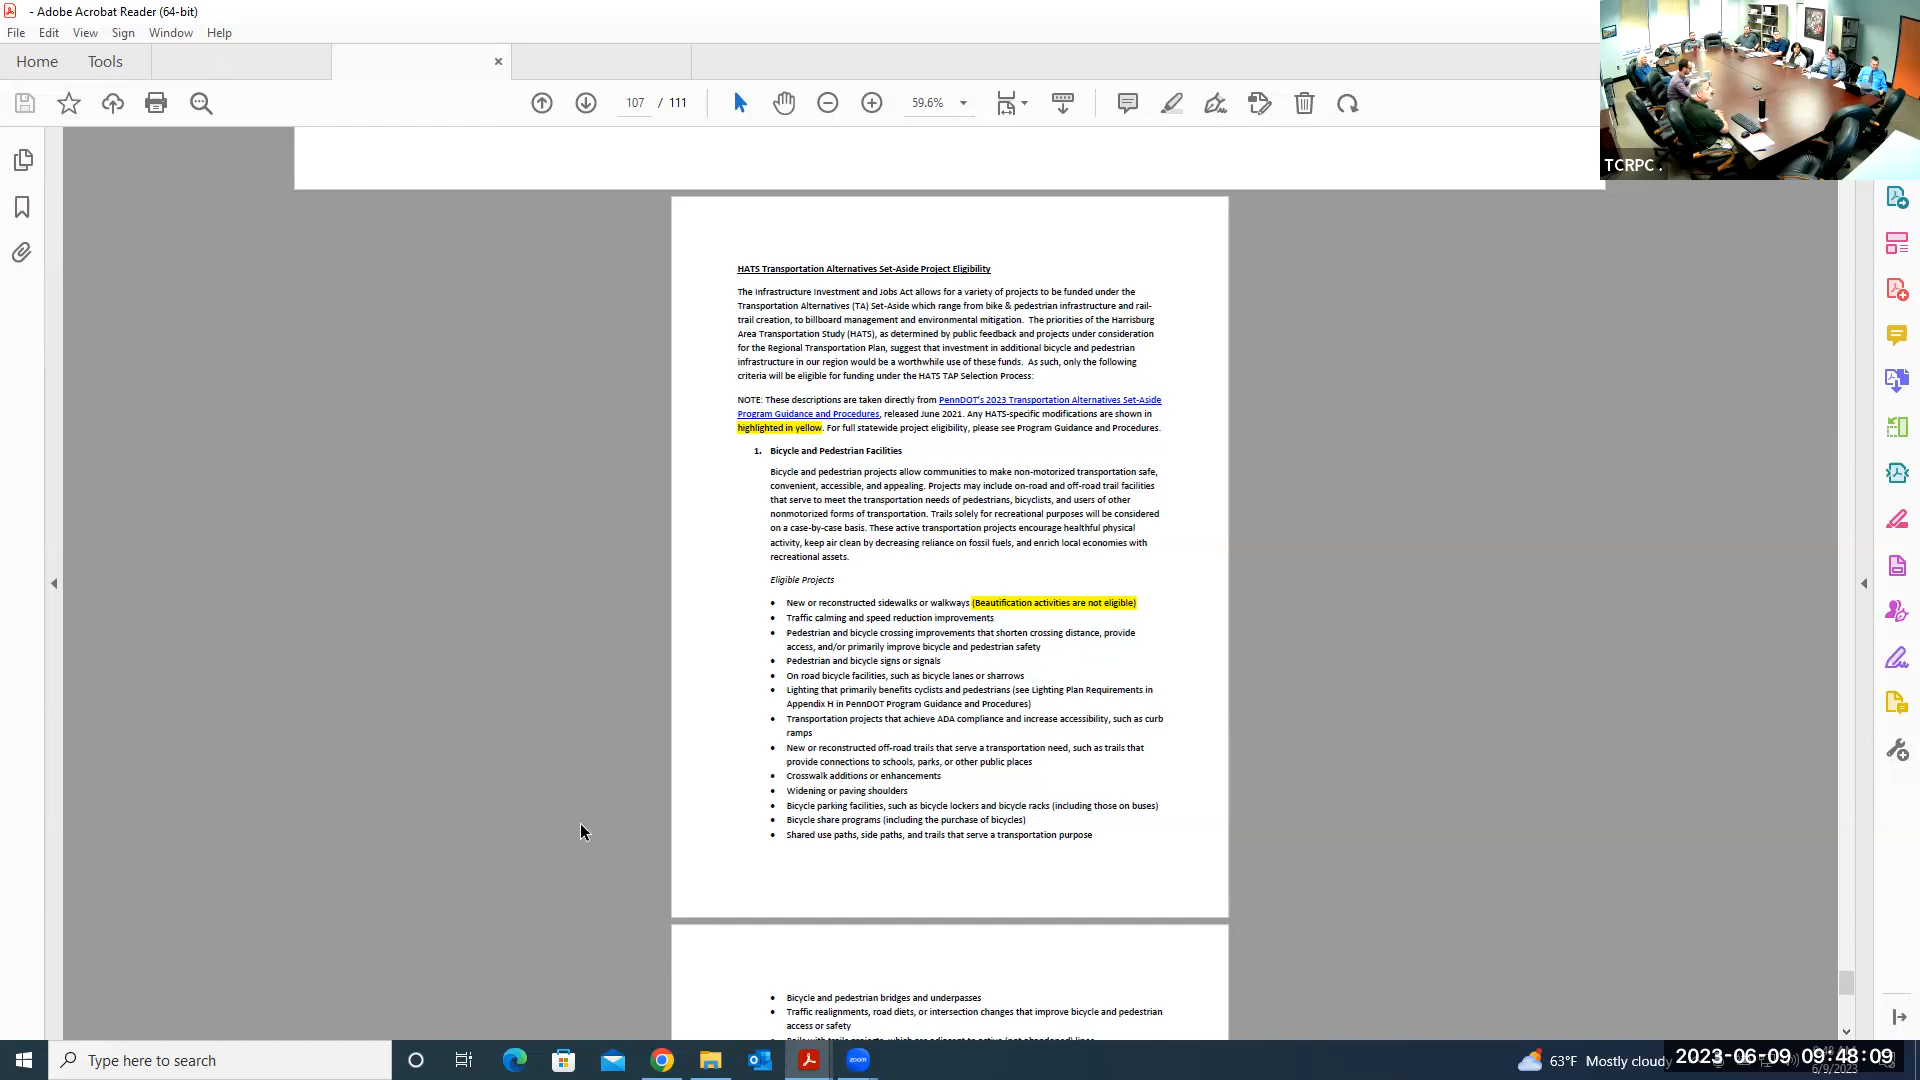 - Adobe Acrobat Reader (64-bit)
File Edit View Sign Window Help
Home Tools
107 / 111 59.6%
TCRPC .
HATS Transportation Alternatives Set-Aside Project Eligibility
The Infrastructure Investment and Jobs Act allows for a variety of projects to be funded under the
Transportation Alternatives (TA) Set-Aside which range from bike & pedestrian infrastructure and rail-
trail creation, to billboard management and environmental mitigation. The priorities of the Harrisburg
Area Transportation Study (HATS), as determined by public feedback and projects under consideration
for the Regional Transportation Plan, suggest that investment in additional bicycle and pedestrian
infrastructure in our region would be a worthwhile use of these funds. As such, only the following
criteria will be eligible for funding under the HATS TAP Selection Process:
NOTE: These descriptions are taken directly from PennDOT's 2023 Transportation Alternatives Set-Aside
Program Guidance and Procedures, released June 2021. Any HATS-specific modifications are shown in
highlighted in yellow. For full statewide project eligibility, please see Program Guidance and Procedures.
1. Bicycle and Pedestrian Facilities
Bicycle and pedestrian projects allow communities to make non-motorized transportation safe,
convenient, accessible, and appealing. Projects may include on-road and off-road trail facilities
that serve to meet the transportation needs of pedestrians, bicyclists, and users of other
nonmotorized forms of transportation. Trails solely for recreational purposes will be considered
on a case-by-case basis. These active transportation projects encourage healthful physical
activity, keep air clean by decreasing reliance on fossil fuels, and enrich local economies with
recreational assets.
Eligible Projects
• New or reconstructed sidewalks or walkways (Beautification activities are not eligible)
• Traffic calming and speed reduction improvements
• Pedestrian and bicycle crossing improvements that shorten crossing distance, provide
access, and/or primarily improve bicycle and pedestrian safety
• Pedestrian and bicycle signs or signals
• On road bicycle facilities, such as bicycle lanes or sharrows
• Lighting that primarily benefits cyclists and pedestrians (see Lighting Plan Requirements in
Appendix H in PennDOT Program Guidance and Procedures)
• Transportation projects that achieve ADA compliance and increase accessibility, such as curb
ramps
• New or reconstructed off-road trails that serve a transportation need, such as trails that
provide connections to schools, parks, or other public places
• Crosswalk additions or enhancements
• Widening or paving shoulders
• Bicycle parking facilities, such as bicycle lockers and bicycle racks (including those on buses)
• Bicycle share programs (including the purchase of bicycles)
• Shared use paths, side paths, and trails that serve a transportation purpose
• Bicycle and pedestrian bridges and underpasses
• Traffic realignments, road diets, or intersection changes that improve bicycle and pedestrian
access or safety
Type here to search
zoom
63°F Mostly cloudy
2023-06-09 09:48:09
6/9/2023